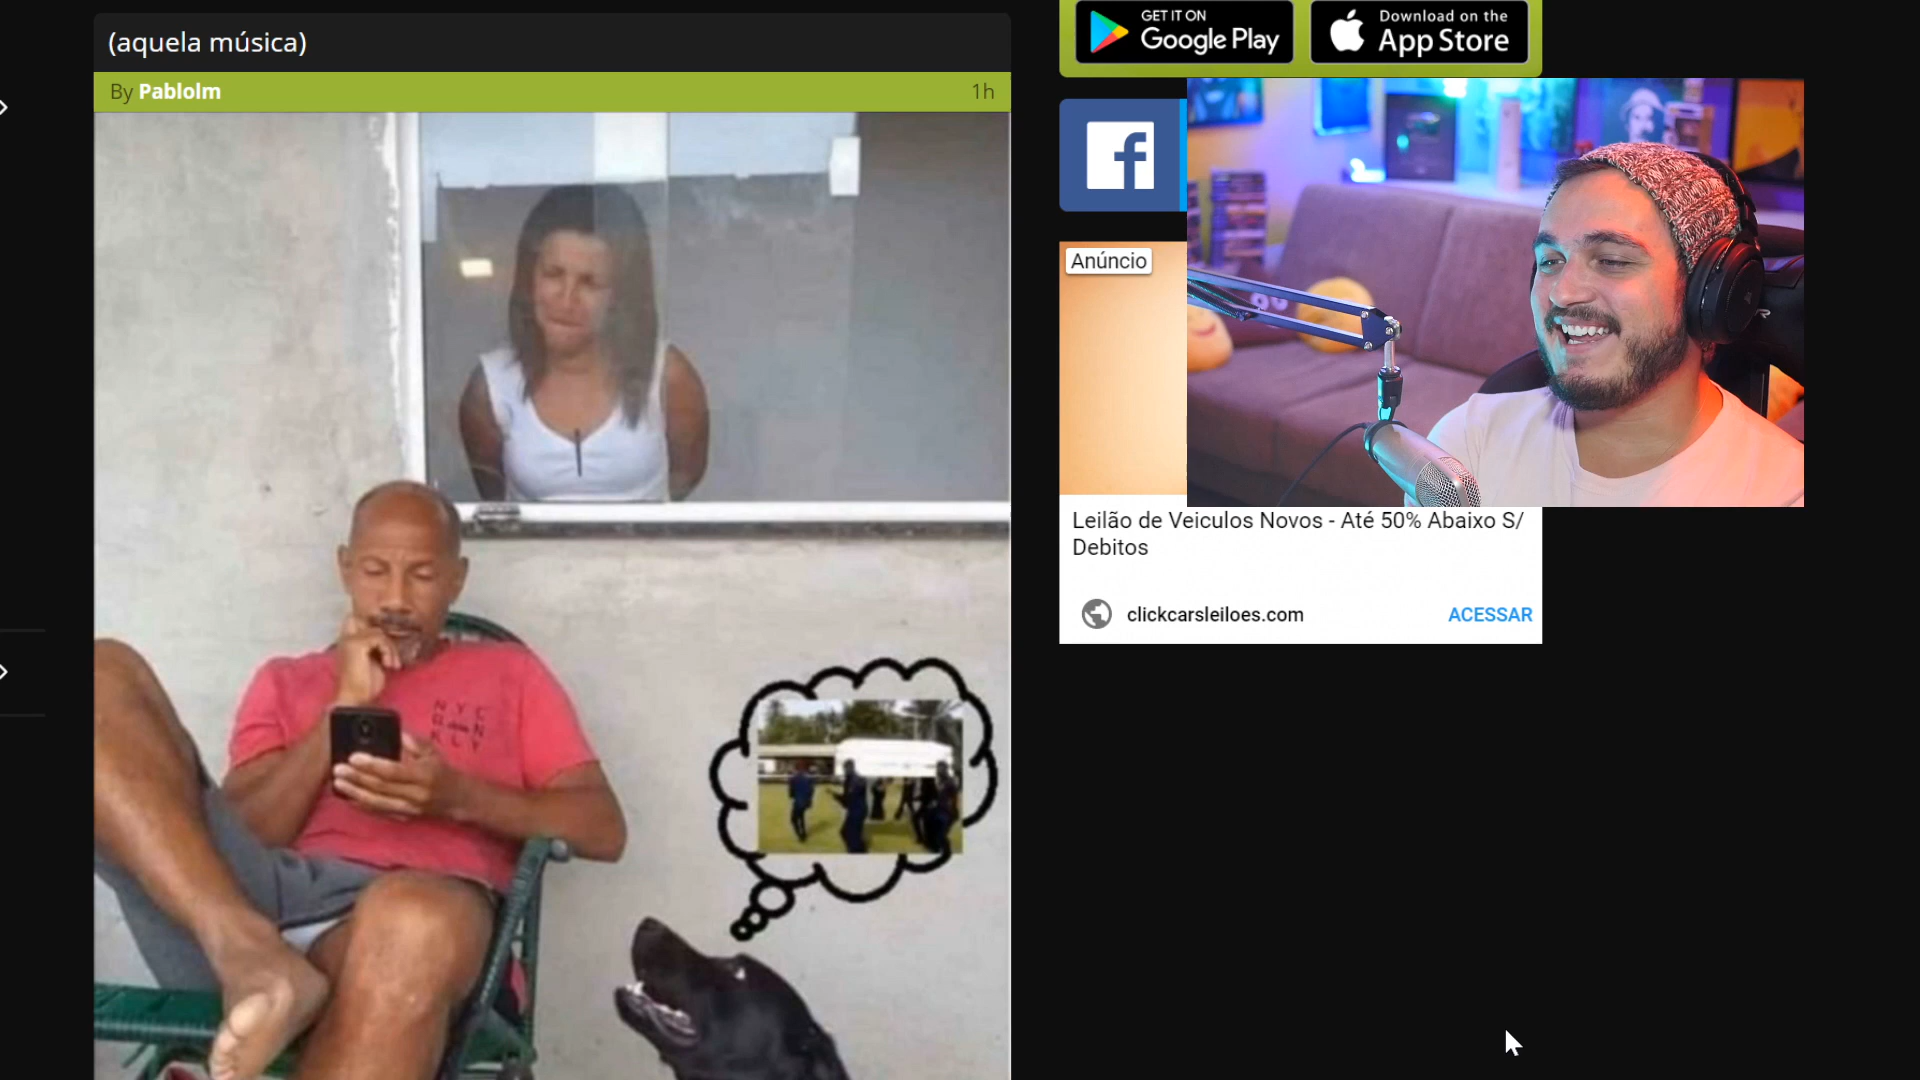 (aquela música)
By Pablolm
1h
GET IT ON
Google Play
Download on the
App Store
Anúncio
Leilão de Veiculos Novos - Até 50% Abaixo S/
Debitos
clickcarsleiloes.com
ACESSAR
N Y C